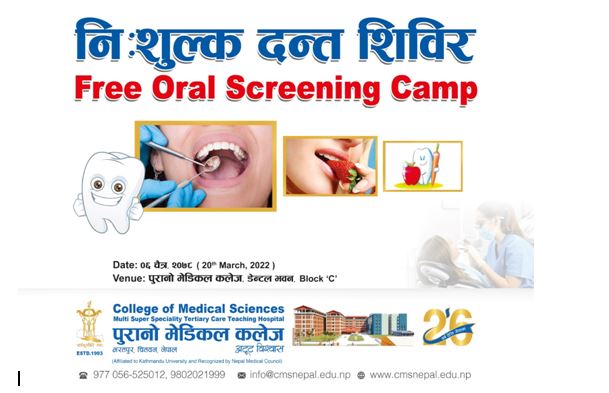 नि:शुल्क दन्त शिविर
Free Oral Screening Camp
Date: ०६ चैत्र, २०७८ ( 20th March, 2022 )
Venue: पुरानो मेडिकल कलेज, डेन्टल भवन, Block ‘C’
College of Medical Sciences
Multi Super Speciality Tertiary Care Teaching Hospital
पुरानो मेडिकल कलेज
भरतपुर, चितवन, नेपाल
अटूट विश्वास
ESTD.1993
(Affiliated to Kathmandu University and Recognized by Nepal Medical Council)
26
977 056-525012, 9802021999 info@cmsnepal.edu.np www.cmsnepal.edu.np